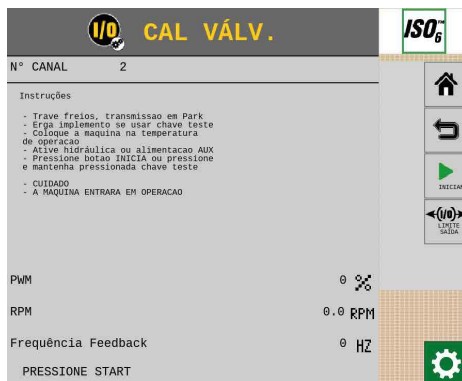 I/O CAL VÁLV. ISO6
N° CANAL 2
Instruções
- Trave freios, transmissao em Park
- Erga implemento se usar chave teste
- Coloque a maquina na temperatura
de operacao
- Ative hidráulica ou alimentacao AUX
- Pressione botao INICIA ou pressione
e mantenha pressionada chave teste
- CUIDADO
- A MAQUINA ENTRARA EM OPERACAO
INICIAR
(I/O)
LIMITE
SAÍDA
PWM 0 %
RPM 0.0 RPM
Frequência Feedback 0 HZ
PRESSIONE START